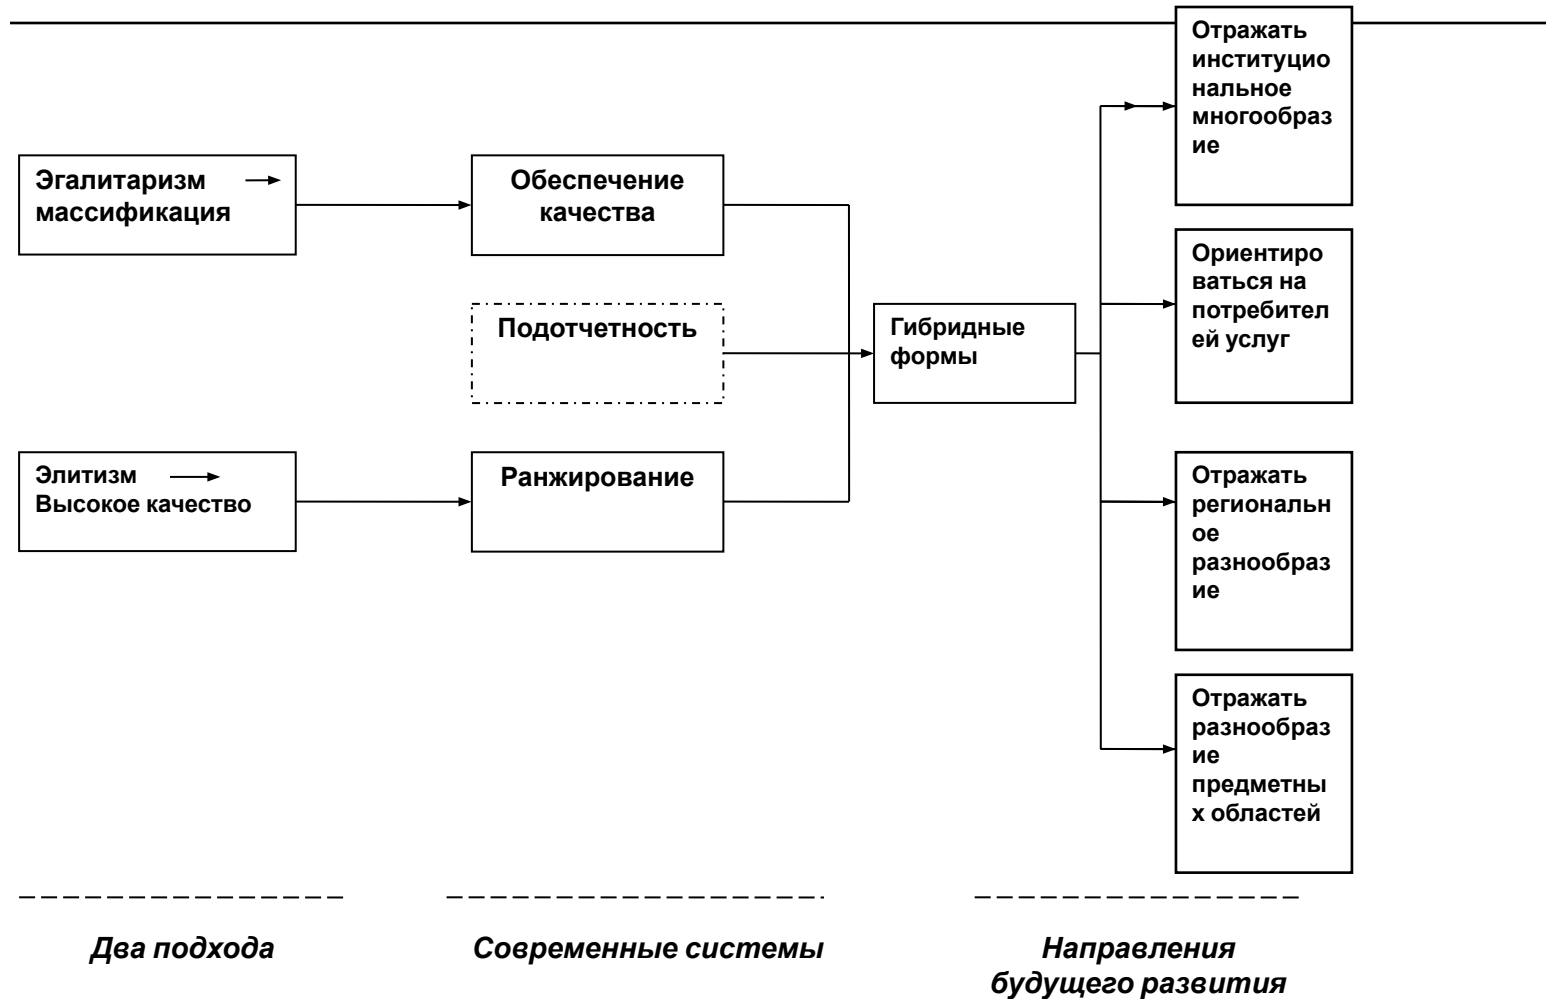 Отражать
институцио
нальное
многообраз
ие
Эгалитаризм
массификация
Обеспечение
качества
Ориентиро
ваться на
потребител
ей услуг
Подотчетность
Гибридные
формы
Элитизм
Высокое качество
Ранжирование
Отражать
региональн
ое
разнообраз
ие
Отражать
разнообраз
ие
предметны
х областей
Два подхода
Современные системы
Направления
будущего развития